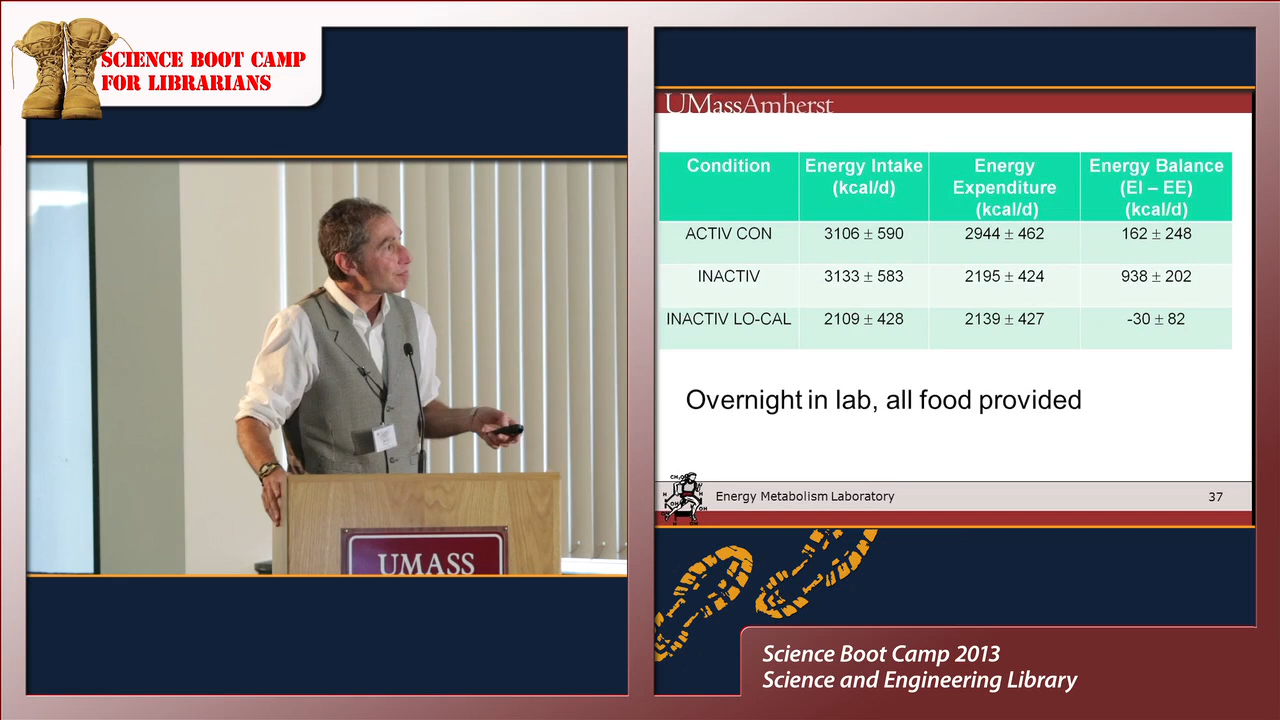 SCIENCE BOOT CAMP
FOR LIBRARIANS
UMASS
UMassAmherst
Condition
Energy Intake
(kcal/d)
Energy
Expenditure
(kcal/d)
Energy Balance
(EI – EE)
(kcal/d)
ACTIV CON 3106 ± 590 2944 ± 462 162 ± 248
INACTIV 3133 ± 583 2195 ± 424 938 ± 202
INACTIV LO-CAL 2109 ± 428 2139 ± 427 -30 ± 82
Overnight in lab, all food provided
Energy Metabolism Laboratory 37
Science Boot Camp 2013
Science and Engineering Library